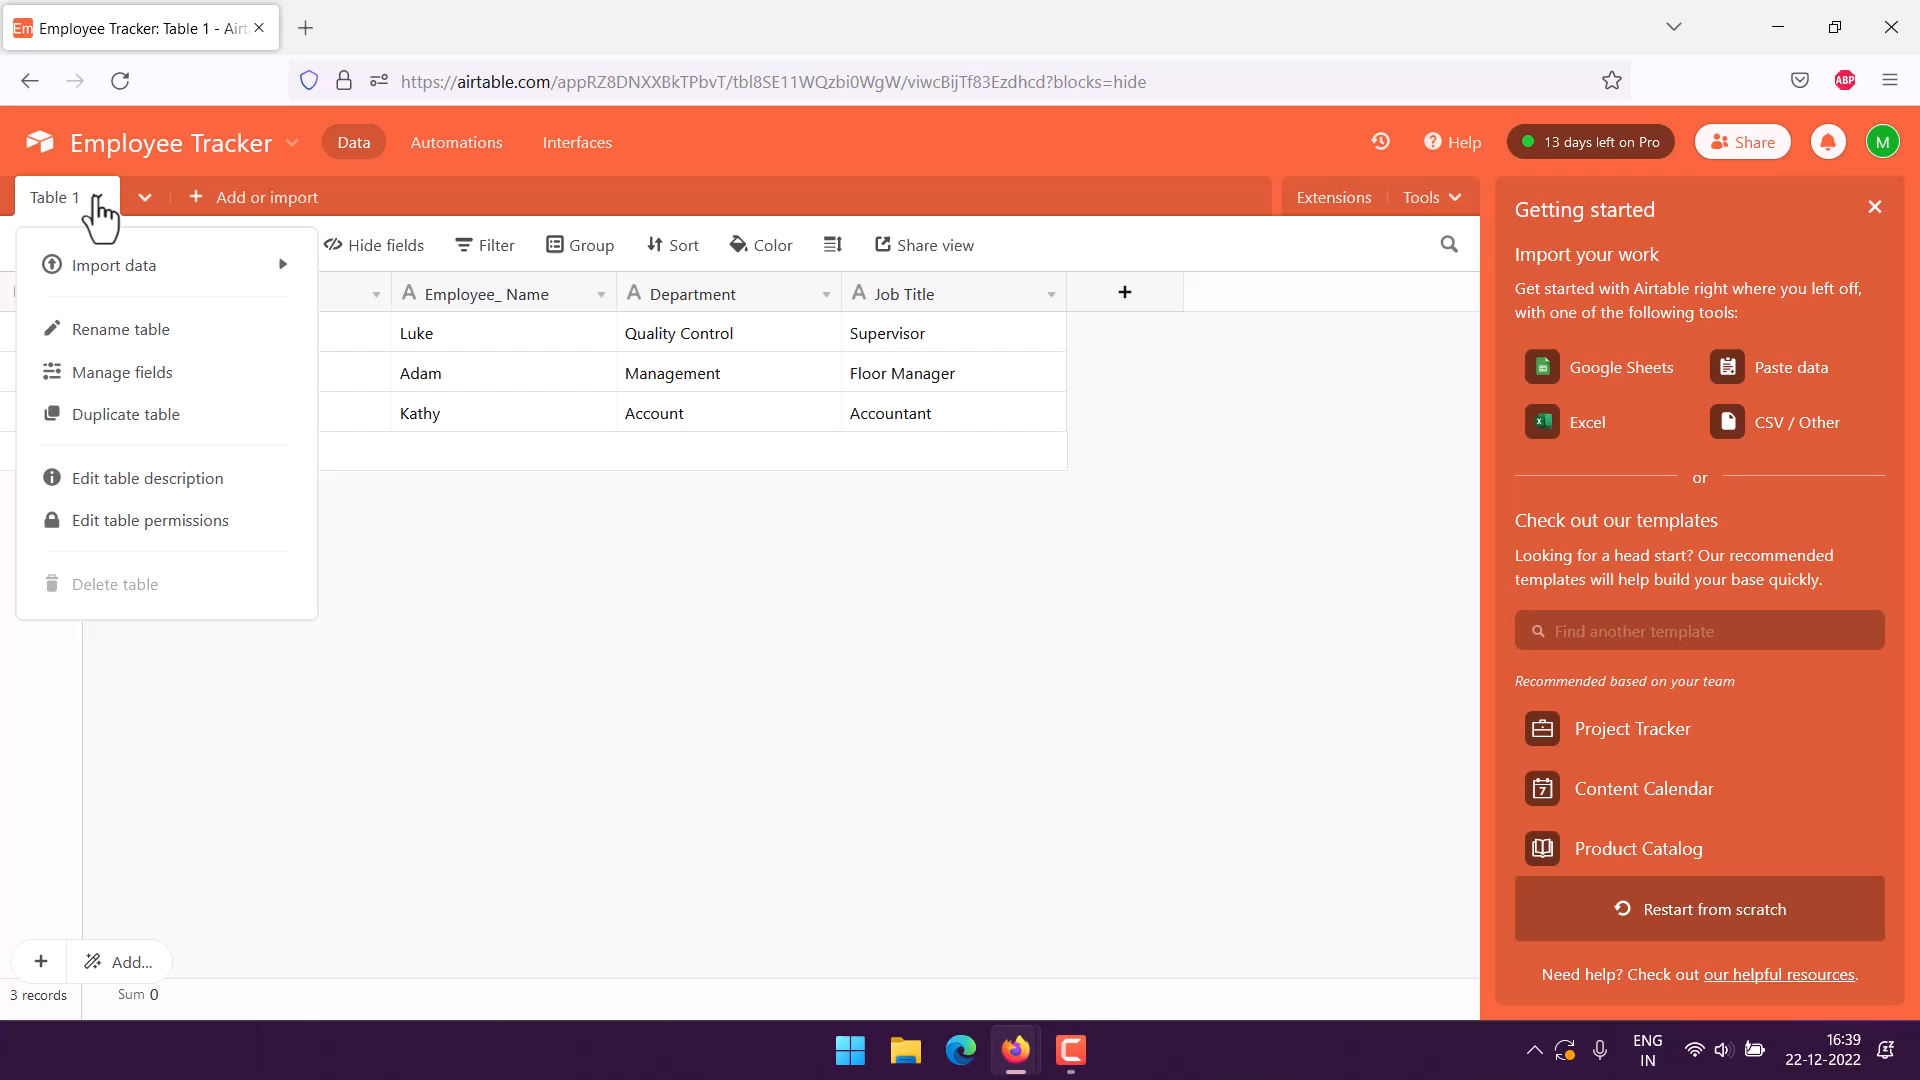 Em Employee Tracker: Table 1 - Airt
https://airtable.com/appRZ8DNXXBkTPbvT/tbl8SE11WQzbi0WgW/viwcBijTf83Ezdhcd?blocks=hide
ABP
Employee Tracker
Data
Automations
Interfaces
Help
13 days left on Pro
Share
M
Table 1
Add or import
Extensions
Tools
Hide fields
Filter
Group
Sort
Color
Share view
Import data
Rename table
Manage fields
Duplicate table
Edit table description
Edit table permissions
Delete table
Employee_ Name
Department
Job Title
Luke
Quality Control
Supervisor
Adam
Management
Floor Manager
Kathy
Account
Accountant
+ Add...
3 records
Sum 0
Getting started
Import your work
Get started with Airtable right where you left off,
with one of the following tools:
Google Sheets
Paste data
Excel
CSV / Other
or
Check out our templates
Looking for a head start? Our recommended
templates will help build your base quickly.
Find another template
Recommended based on your team
Project Tracker
7
Content Calendar
Product Catalog
Restart from scratch
Need help? Check out our helpful resources.
ENG
IN
16:39
22-12-2022